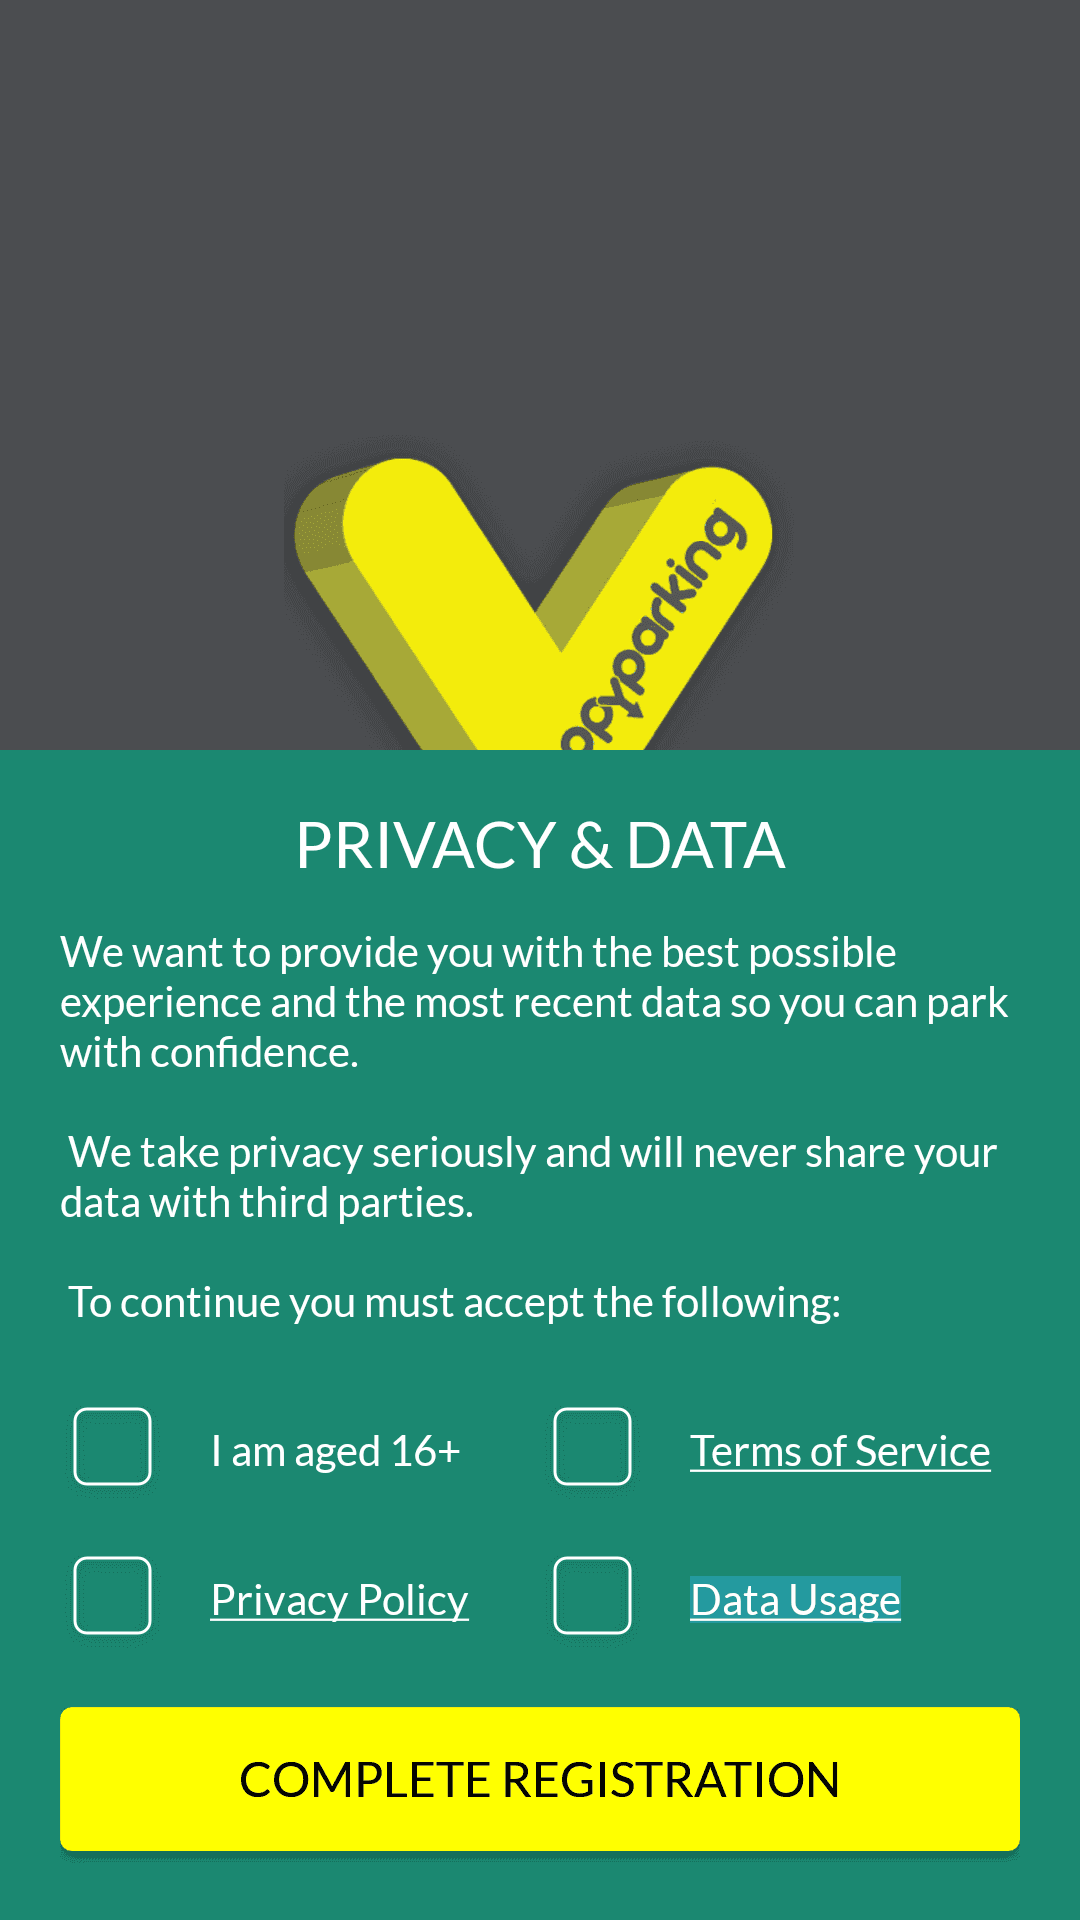 opyparking
PRIVACY & DATA
We want to provide you with the best possible
experience and the most recent data so you can park
with confidence.
We take privacy seriously and will never share your
data with third parties.
To continue you must accept the following:
I am aged 16+
Terms of Service
Privacy Policy
Data Usage
COMPLETE REGISTRATION